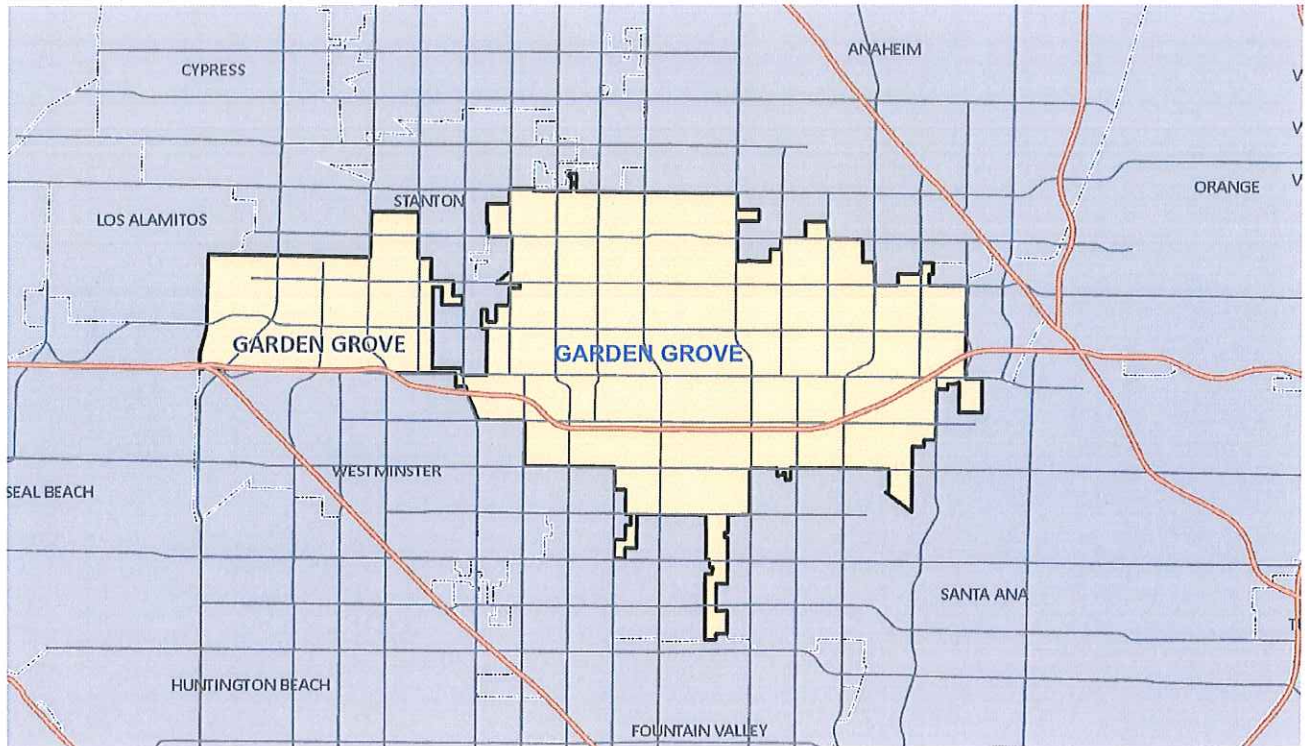 ANAHEIM
CYPRESS
ORANGE
STANTON
LOS ALAMITOS
GARDEN GROVE
GARDEN GROVE
WESTMINSTER
SEAL BEACH
SANTA ANA
HUNTINGTON BEACH
FOUNTAIN VALLEY